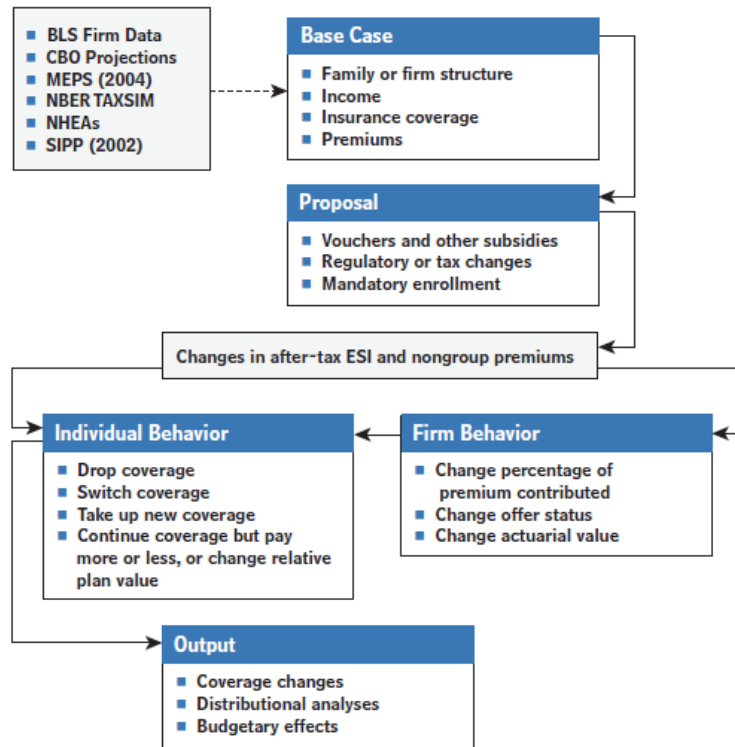 BLS Firm Data
CBO Projections
MEPS (2004)
NBER TAXSIM
NHEAs
SIPP (2002)
Base Case
Family or firm structure
Income
Insurance coverage
Premiums
Proposal
Vouchers and other subsidies
Regulatory or tax changes
Mandatory enrollment
Changes in after-tax ESI and nongroup premiums
Individual Behavior
Drop coverage
Switch coverage
Take up new coverage
Continue coverage but pay
more or less, or change relative
plan value
Firm Behavior
Change percentage of
premium contributed
Change offer status
Change actuarial value
Output
Coverage changes
Distributional analyses
Budgetary effects